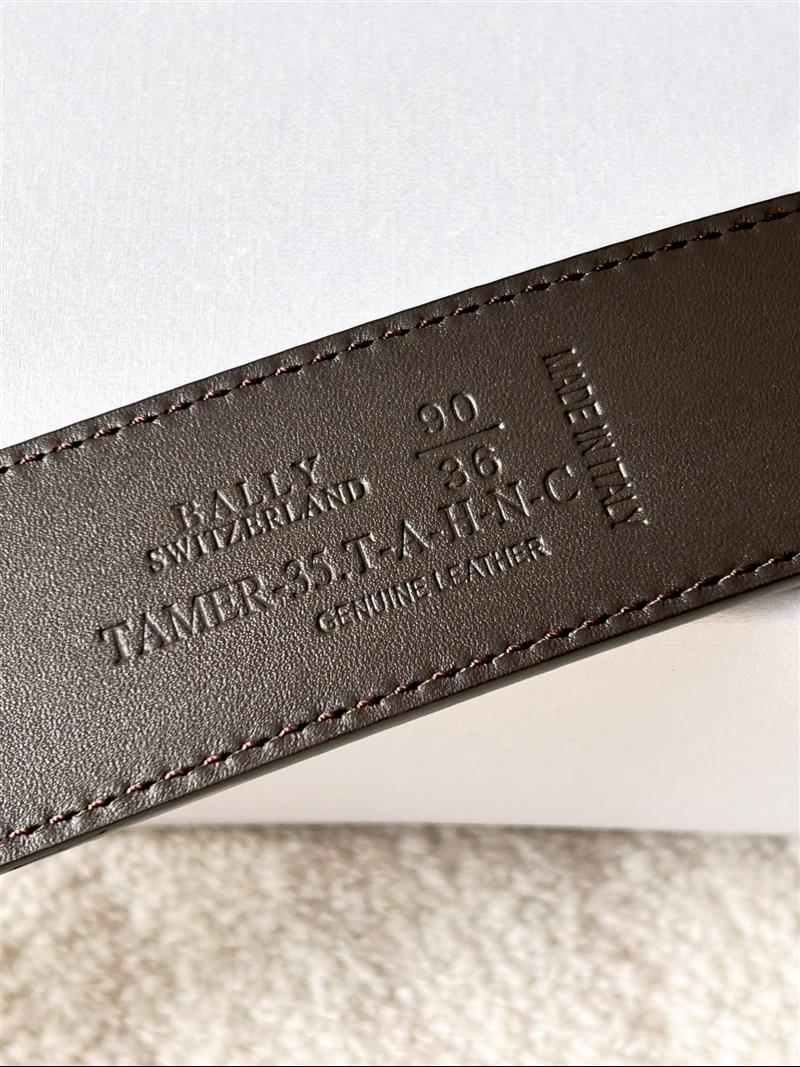 BALLY
SWITZERLAND
90
36
TAMER-35.T-A-H-N-C
GENUINE LEATHER
MADE IN ITALY